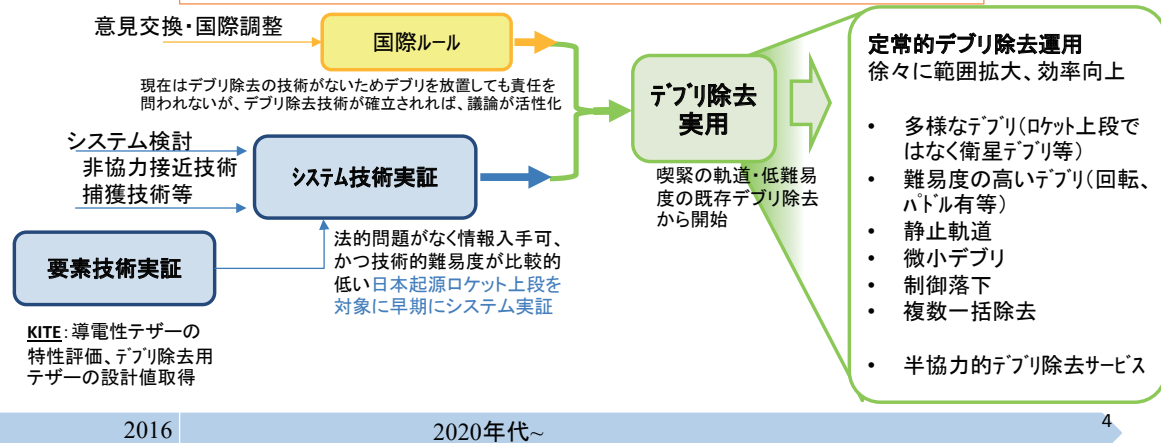 意見交換・国際調整
国際ルール
現在はデブリ除去の技術がないためデブリを放置しても責任を
問われないが、デブリ除去技術が確立されれば、議論が活性化
システム検討
非協力接近技術
捕獲技術等
システム技術実証
要素技術実証
法的問題がなく情報入手可、
かつ技術的難易度が比較的
低い日本起源ロケット上段を
対象に早期にシステム実証
KITE:導電性テザーの
特性評価、デブリ除去用
テザーの設計値取得
デブリ除去
実用
喫緊の軌道・低難易
度の既存デブリ除去
から開始
定常的デブリ除去運用
徐々に範囲拡大、効率向上
• 多様なデブリ(ロケット上段で
はなく衛星デブリ等)
• 難易度の高いデブリ(回転、
パドル有等)
• 静止軌道
• 微小デブリ
• 制御落下
• 複数一括除去
• 半協力的デブリ除去サービス
2016
2020年代~
4